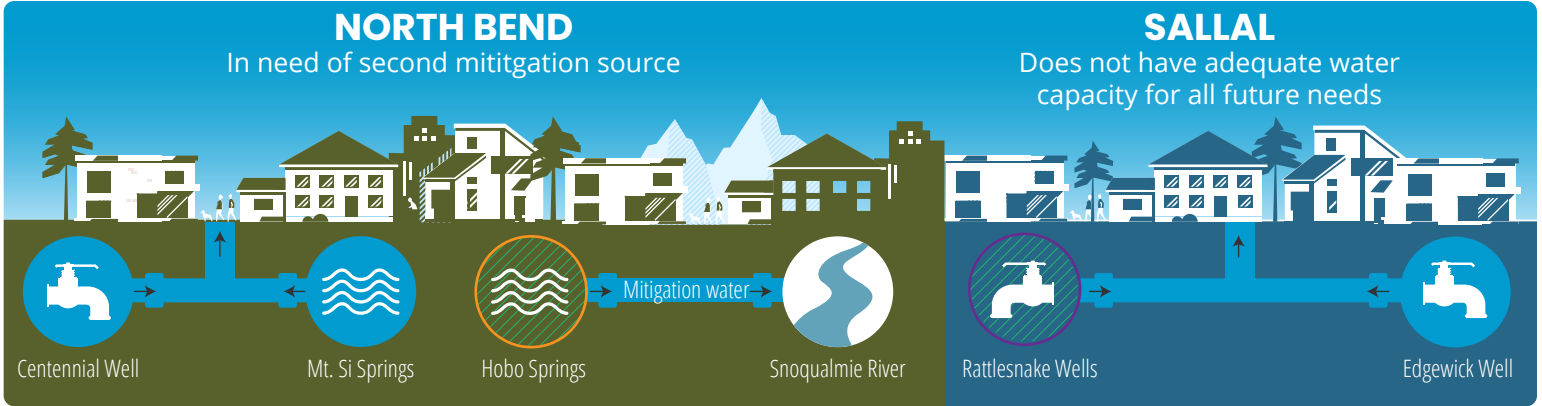 NORTH BEND
In need of second mititgation source
SALLAL
Does not have adequate water
capacity for all future needs
Mitigation water
Centennial Well
Mt. Si Springs
Hobo Springs
Snoqualmie River
Rattlesnake Wells
Edgewick Well